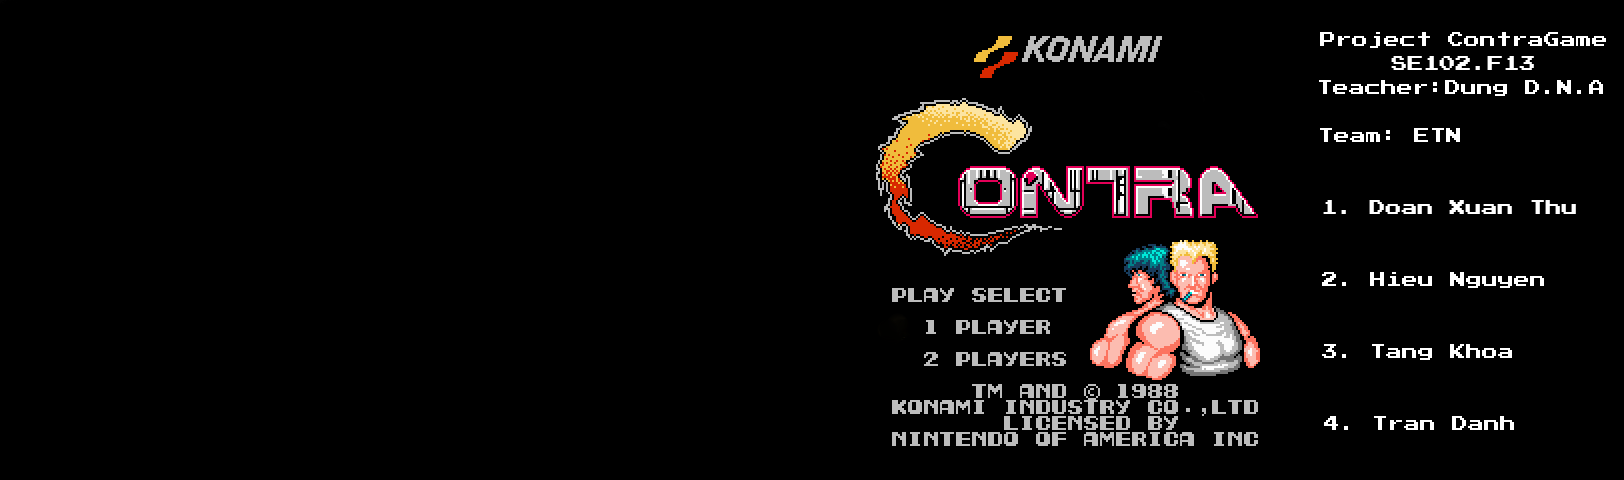 KONAMI
CONTRA
PLAY SELECT
1 PLAYER
2 PLAYERS
TM AND © 1988
KONAMI INDUSTRY CO.,LTD
LICENSED BY
NINTENDO OF AMERICA INC
Project ContraGame
SE102.F13
Teacher:Dung D.N.A
Team: ETN
1. Doan Xuan Thu
2. Hieu Nguyen
3. Tang Khoa
4. Tran Danh